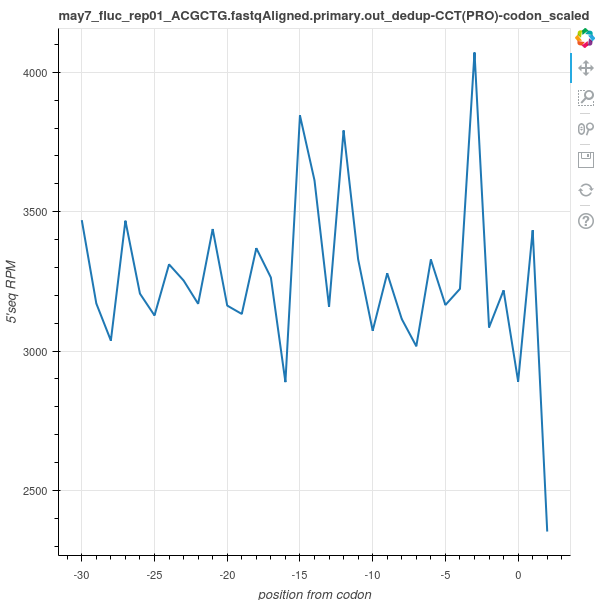 may7_fluc_rep01_ACGCTG.fastqAligned.primary.out_dedup-CCT(PRO)-codon_scaled
4000
3500
3000
2500
5'seq RPM
-30 -25 -20 -15 -10 -5 0
position from codon